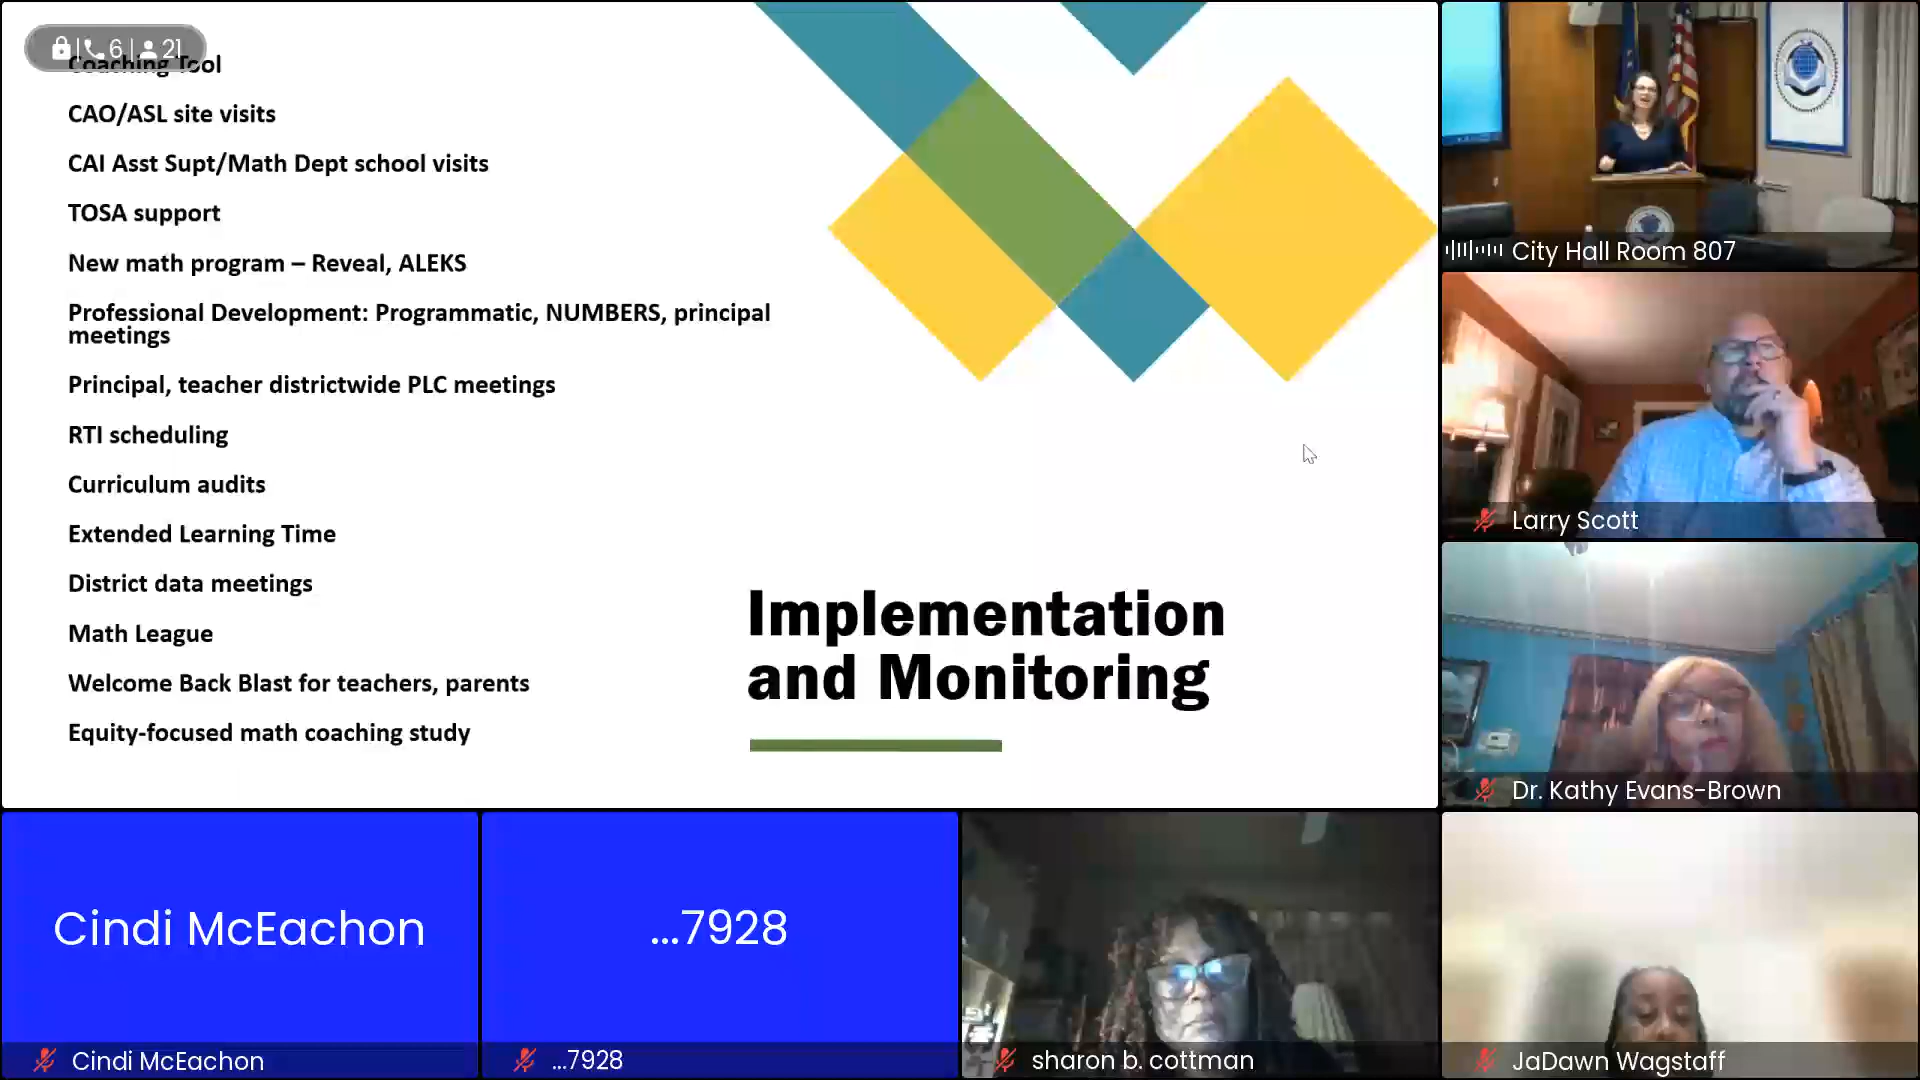 6 | 21
Coaching Tool
CAO/ASL site visits
CAI Asst Supt/Math Dept school visits
TOSA support
New math program – Reveal, ALEKS
Professional Development: Programmatic, NUMBERS, principal
meetings
Principal, teacher districtwide PLC meetings
RTI scheduling
Curriculum audits
Extended Learning Time
District data meetings
Math League
Welcome Back Blast for teachers, parents
Equity-focused math coaching study
Implementation
and Monitoring
City Hall Room 807
Larry Scott
Dr. Kathy Evans-Brown
Cindi McEachon
Cindi McEachon
...7928
...7928
sharon b. cottman
JaDawn Wagstaff